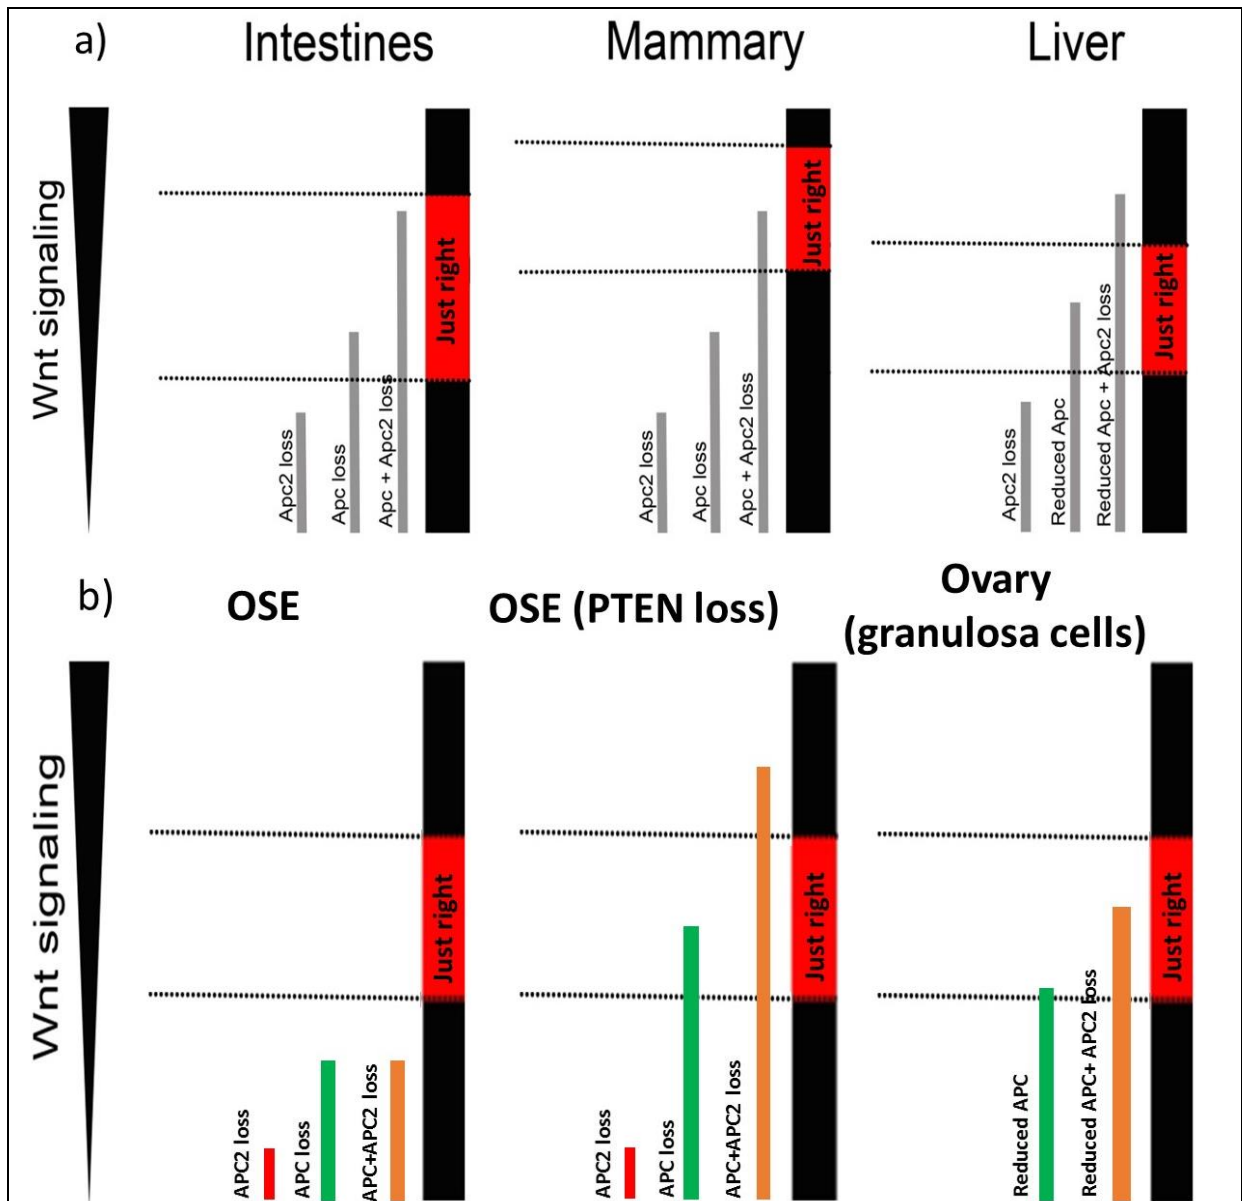 a)
Intestines
Mammary
Liver
Wnt signaling
Apc2 loss
Apc loss
Apc + Apc2 loss
Just right
Apc2 loss
Apc loss
Apc + Apc2 loss
Just right
Apc2 loss
Reduced Apc
Reduced Apc + Apc2 loss
Just right
b)
OSE
OSE (PTEN loss)
Ovary
(granulosa cells)
Wnt signaling
APC2 loss
APC loss
APC+APC2 loss
Just right
APC2 loss
APC loss
APC+APC2 loss
Just right
Reduced APC
Reduced APC+ APC2 loss
Just right